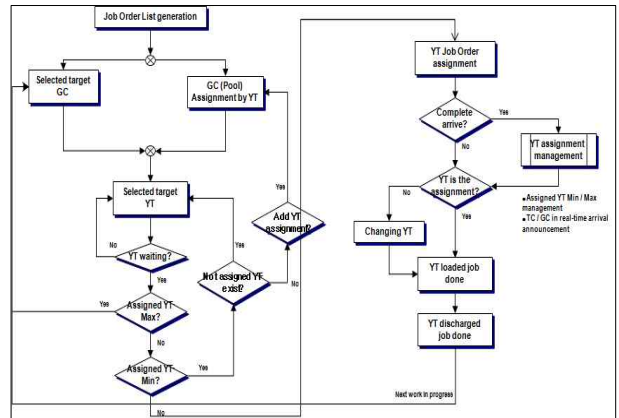 Job Order List generation
Selected target
GC
GC (Pool)
Assignment by YT
Selected target
YT
No
YT waiting?
Yes
Yes
Assigned YT
Max?
No
Assigned YT
Min?
Yes
No
Yes
Not assigned YT
exist?
No
Yes
Add YT
assignment?
No
YT Job Order
assignment
Complete
arrive?
Yes
No
YT assignment
management
YT is the
assignment?
No
Yes
■Assigned YT Min / Max
management
■TC / GC in real-time arrival
announcement
Changing YT
YT loaded job
done
YT discharged
job done
Next work in progress